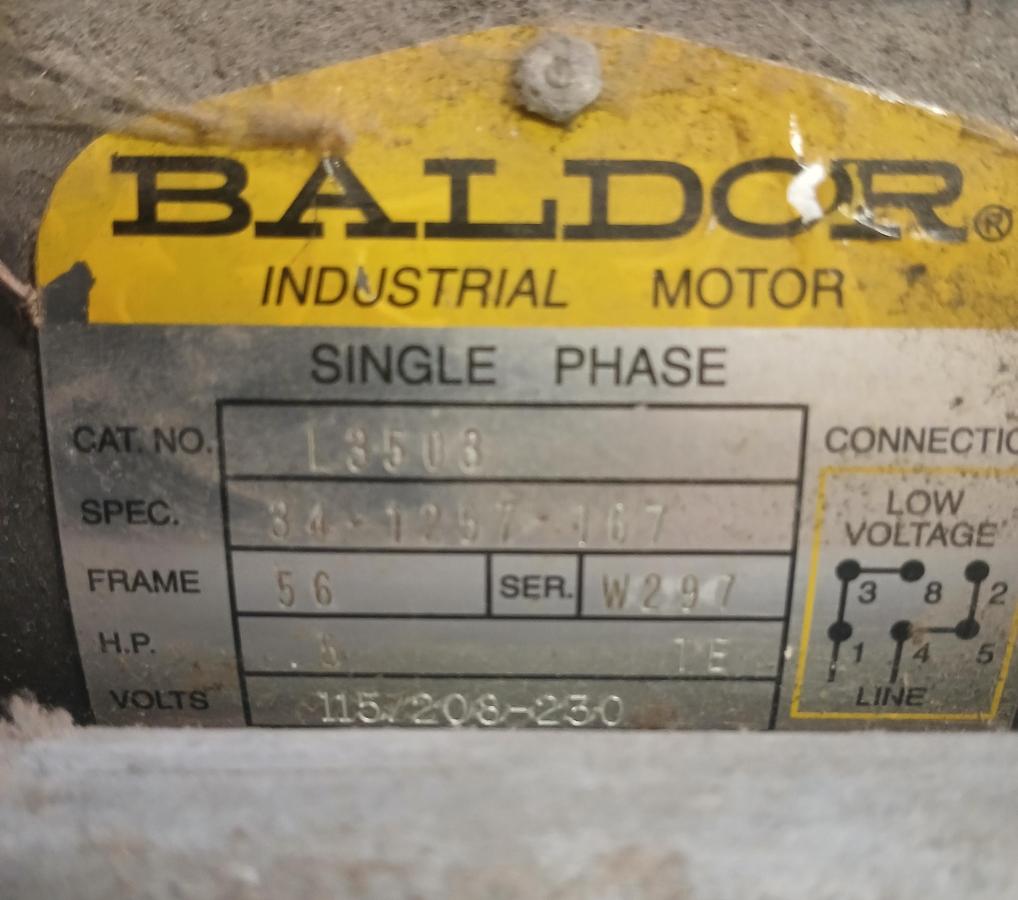 BALDOR®
INDUSTRIAL MOTOR
SINGLE PHASE
CAT. NO. L3503
SPEC. 34-1257-167
FRAME 56 SER. W297
H.P. .5 TE
VOLTS 115/208-230
CONNECTIO
LOW
VOLTAGE
3 8 2
1 4 5
LINE